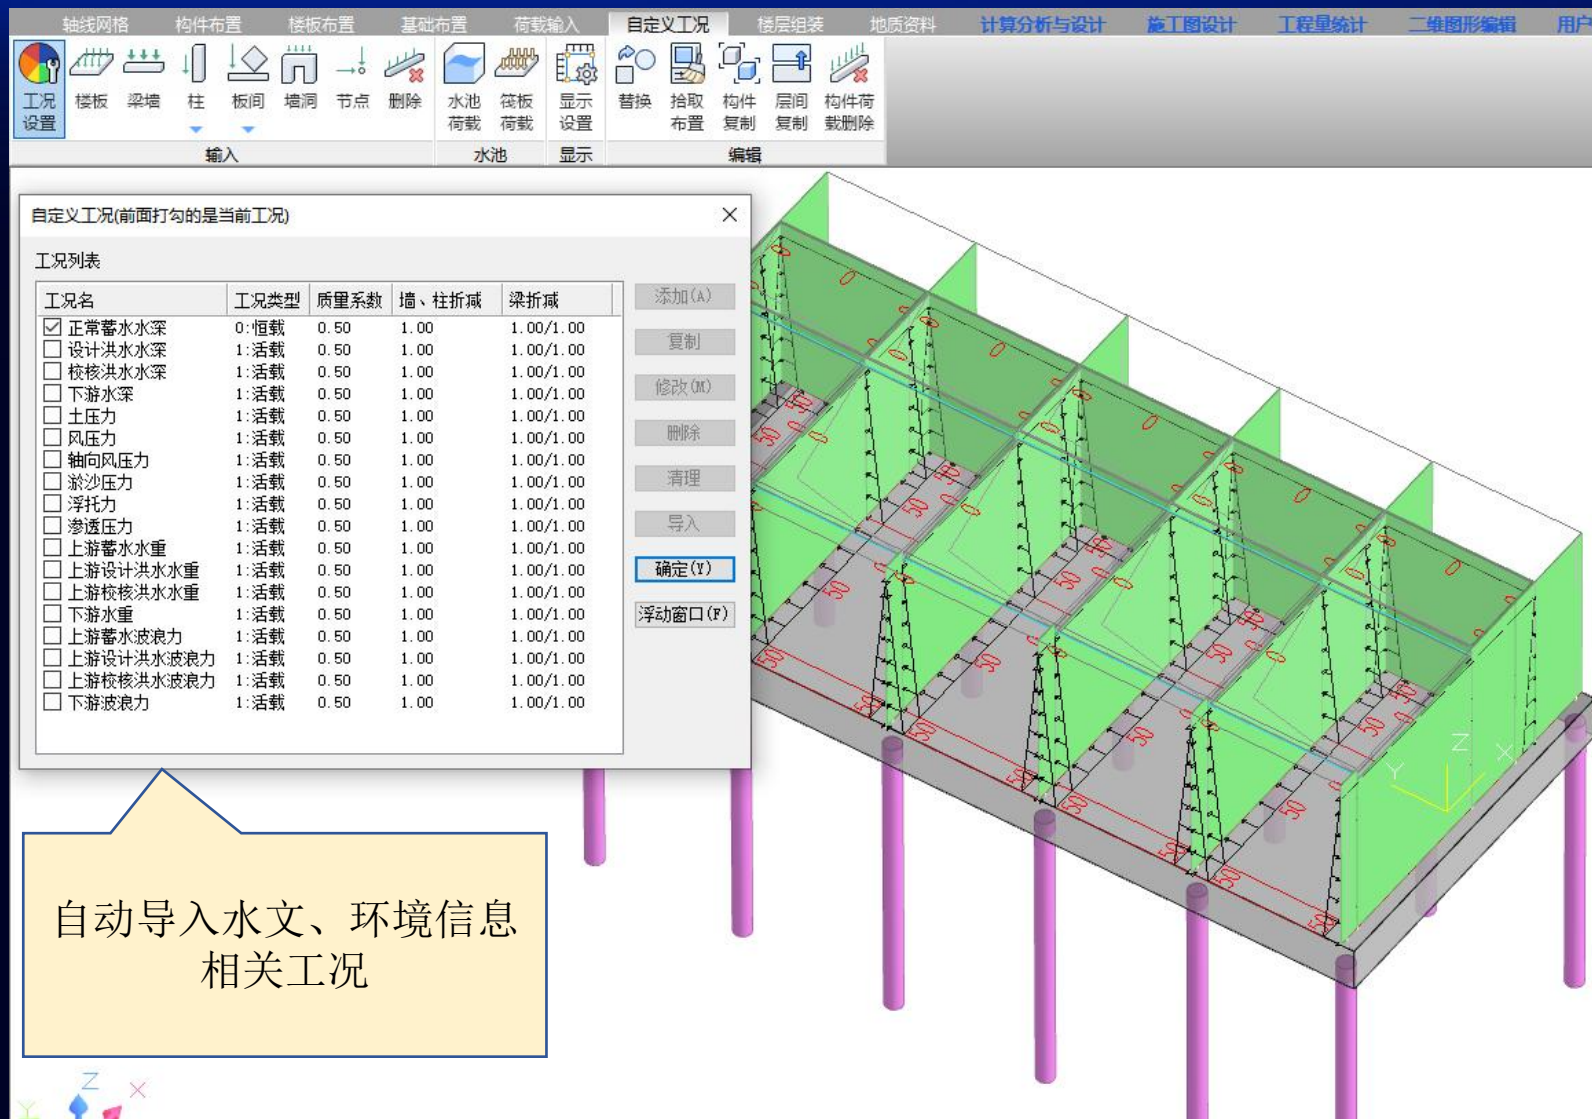 轴线网格 构件布置 楼板布置 基础布置 荷载输入 自定义工况 楼层组装 地质资料 计算分析与设计 施工图设计 工程量统计 二维图形编辑 用户
工况 楼板 梁墙 柱 板间 墙洞 节点 删除 水池 筏板 显示 替换 拾取 构件 层间 构件荷
设置 荷载 荷载 设置 布置 复制 复制 载删除
输入 水池 显示 编辑
自定义工况(前面打勾的是当前工况)
工况列表
工况名 工况类型 质量系数 墙、柱折减 梁折减
正常蓄水水深 0:恒载 0.50 1.00 1.00/1.00
设计洪水水深 1:活载 0.50 1.00 1.00/1.00
校核洪水水深 1:活载 0.50 1.00 1.00/1.00
下游水深 1:活载 0.50 1.00 1.00/1.00
土压力 1:活载 0.50 1.00 1.00/1.00
风压力 1:活载 0.50 1.00 1.00/1.00
轴向风压力 1:活载 0.50 1.00 1.00/1.00
淤沙压力 1:活载 0.50 1.00 1.00/1.00
浮托力 1:活载 0.50 1.00 1.00/1.00
渗透压力 1:活载 0.50 1.00 1.00/1.00
上游蓄水水重 1:活载 0.50 1.00 1.00/1.00
上游设计洪水水重 1:活载 0.50 1.00 1.00/1.00
上游校核洪水水重 1:活载 0.50 1.00 1.00/1.00
下游水重 1:活载 0.50 1.00 1.00/1.00
上游蓄水波浪力 1:活载 0.50 1.00 1.00/1.00
上游设计洪水波浪力 1:活载 0.50 1.00 1.00/1.00
上游校核洪水波浪力 1:活载 0.50 1.00 1.00/1.00
下游波浪力 1:活载 0.50 1.00 1.00/1.00
添加(A)
复制
修改(M)
删除
清理
导入
确定(Y)
浮动窗口(F)
自动导入水文、环境信息
相关工况
Z
X
Y
Z
X
Y